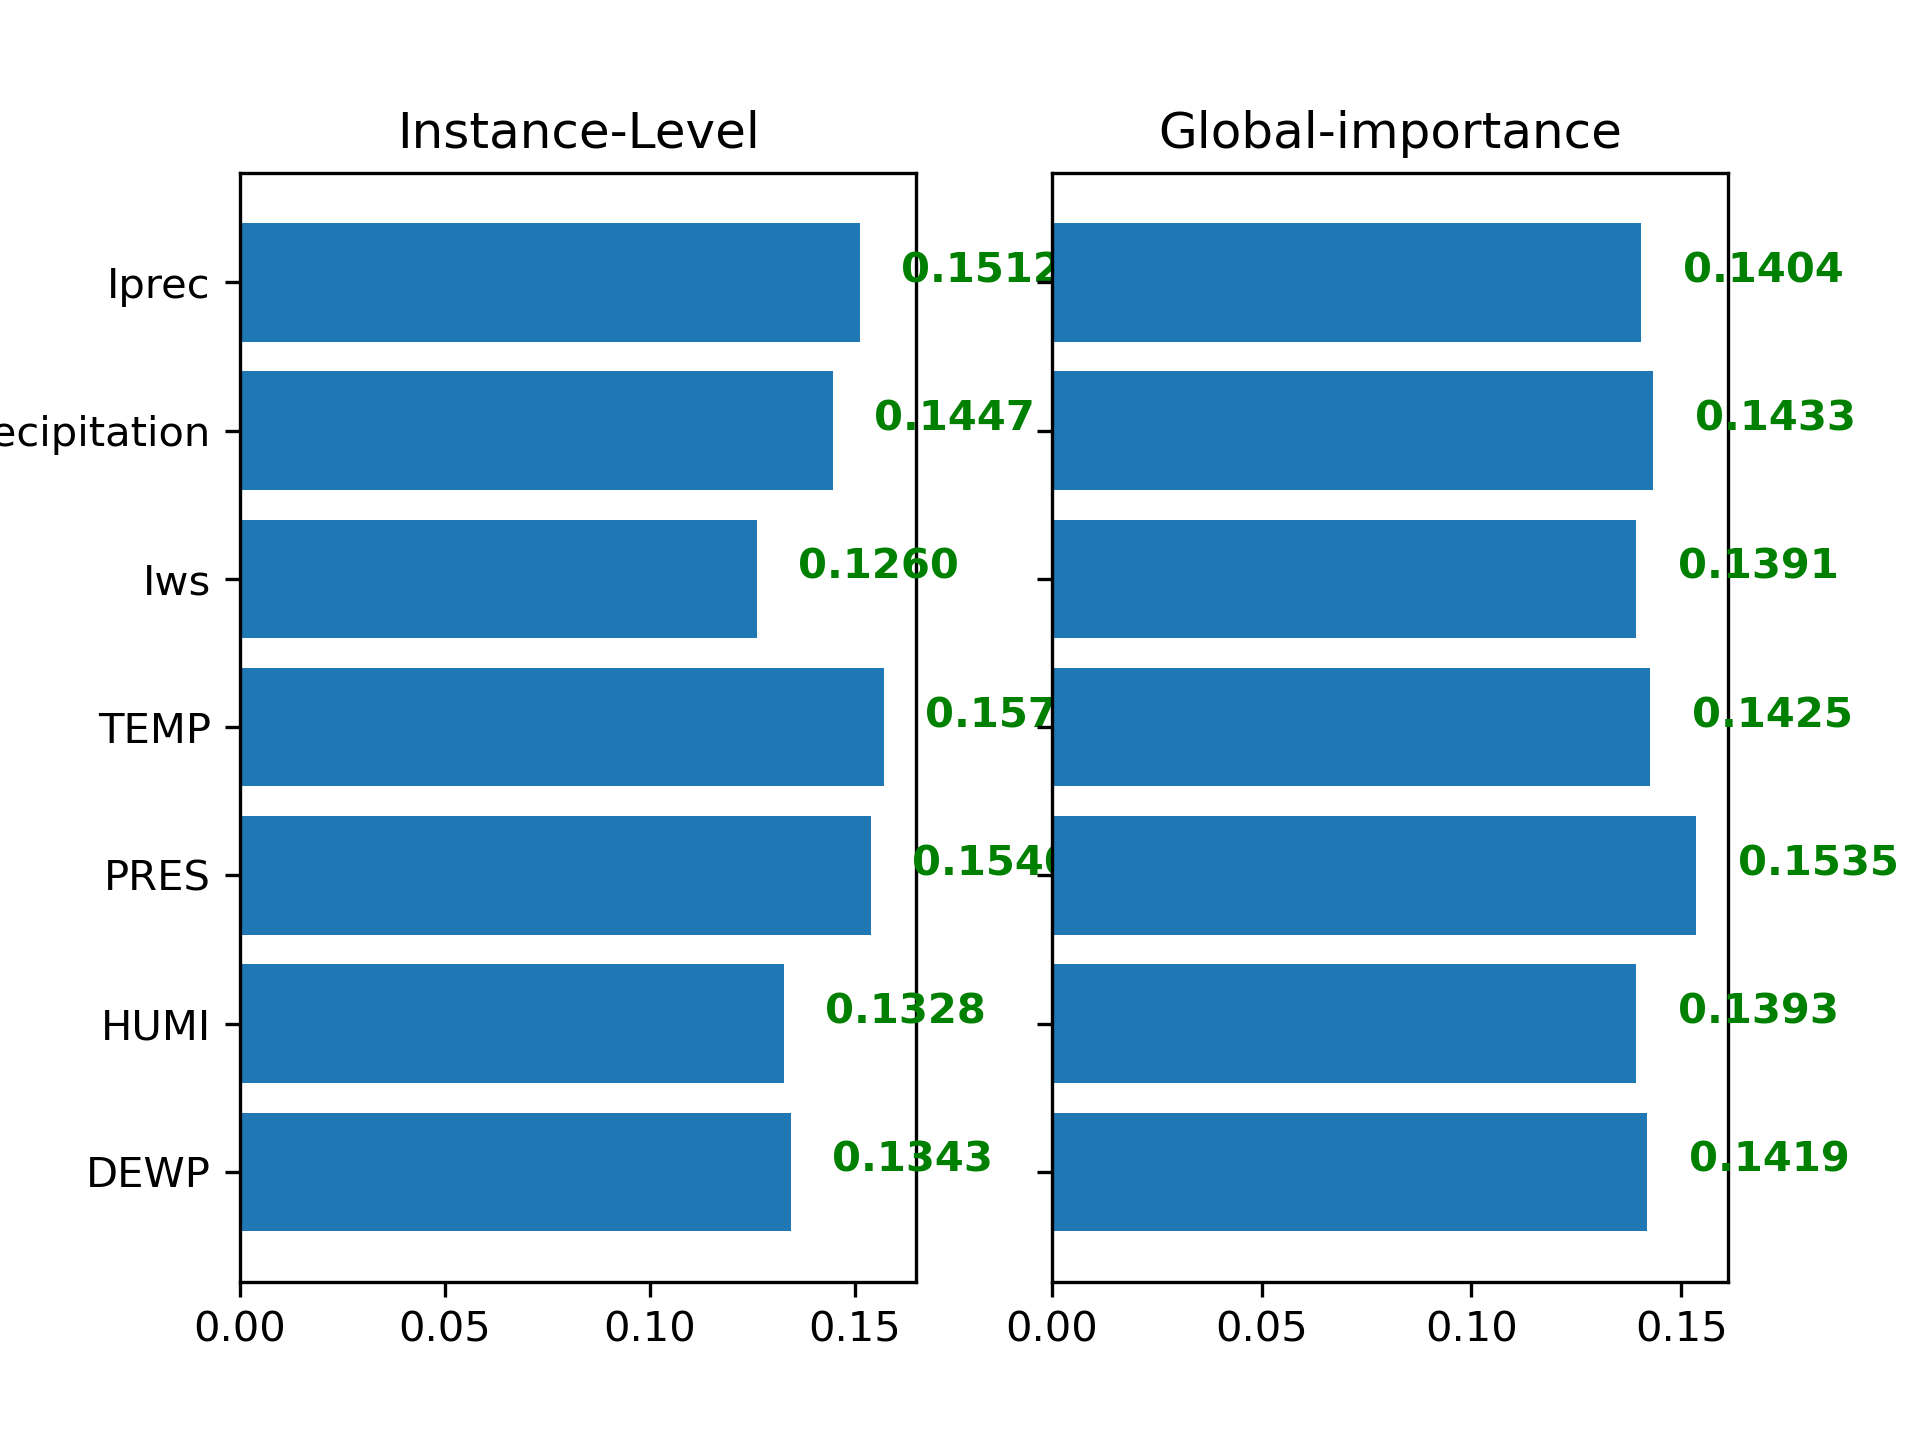 Instance-Level Global-importance
Iprec 0.1512 0.1404
ecipitation 0.1447 0.1433
Iws 0.1260 0.1391
TEMP 0.157 0.1425
PRES 0.154 0.1535
HUMI 0.1328 0.1393
DEWP 0.1343 0.1419
0.00 0.05 0.10 0.15 0.00 0.05 0.10 0.15